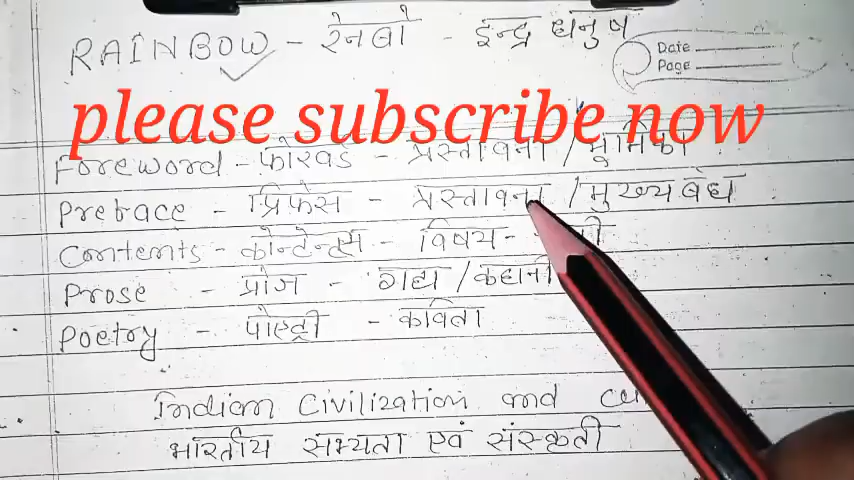 RAINBOW - रेनबो - इन्द्र धनुष
Date
Page
please subscribe now
Foreword - फ़ोरवर्ड - प्रस्तावना / भूमिका
Preface - प्रिफ़ेस - प्रस्तावना / मुख्यबंध
Contents - कोन्टेन्ट्स - विषय-
Prose - प्रोज - गद्य / कहानी
Poetry - पोएट्री - कविता
Indian Civilization and
भारतीय सभ्यता एवं संस्कृती